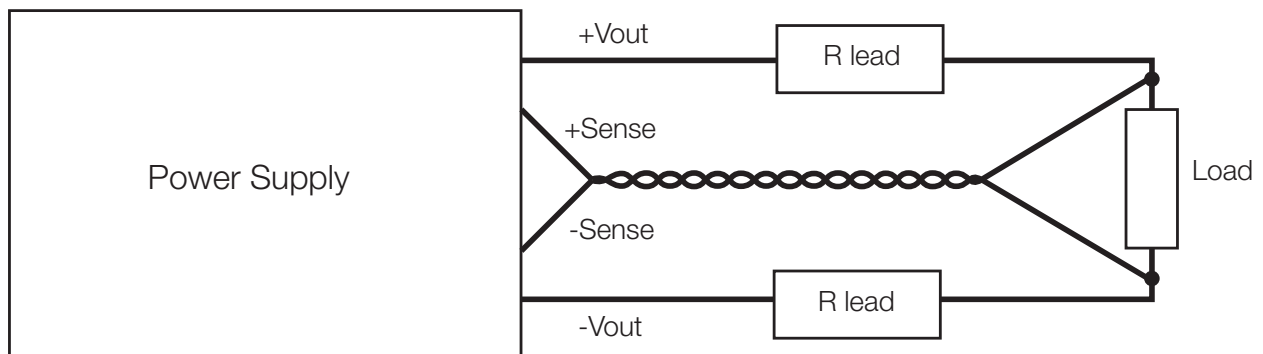 +Vout
R lead
+Sense
Power Supply
Load
-Sense
R lead
-Vout